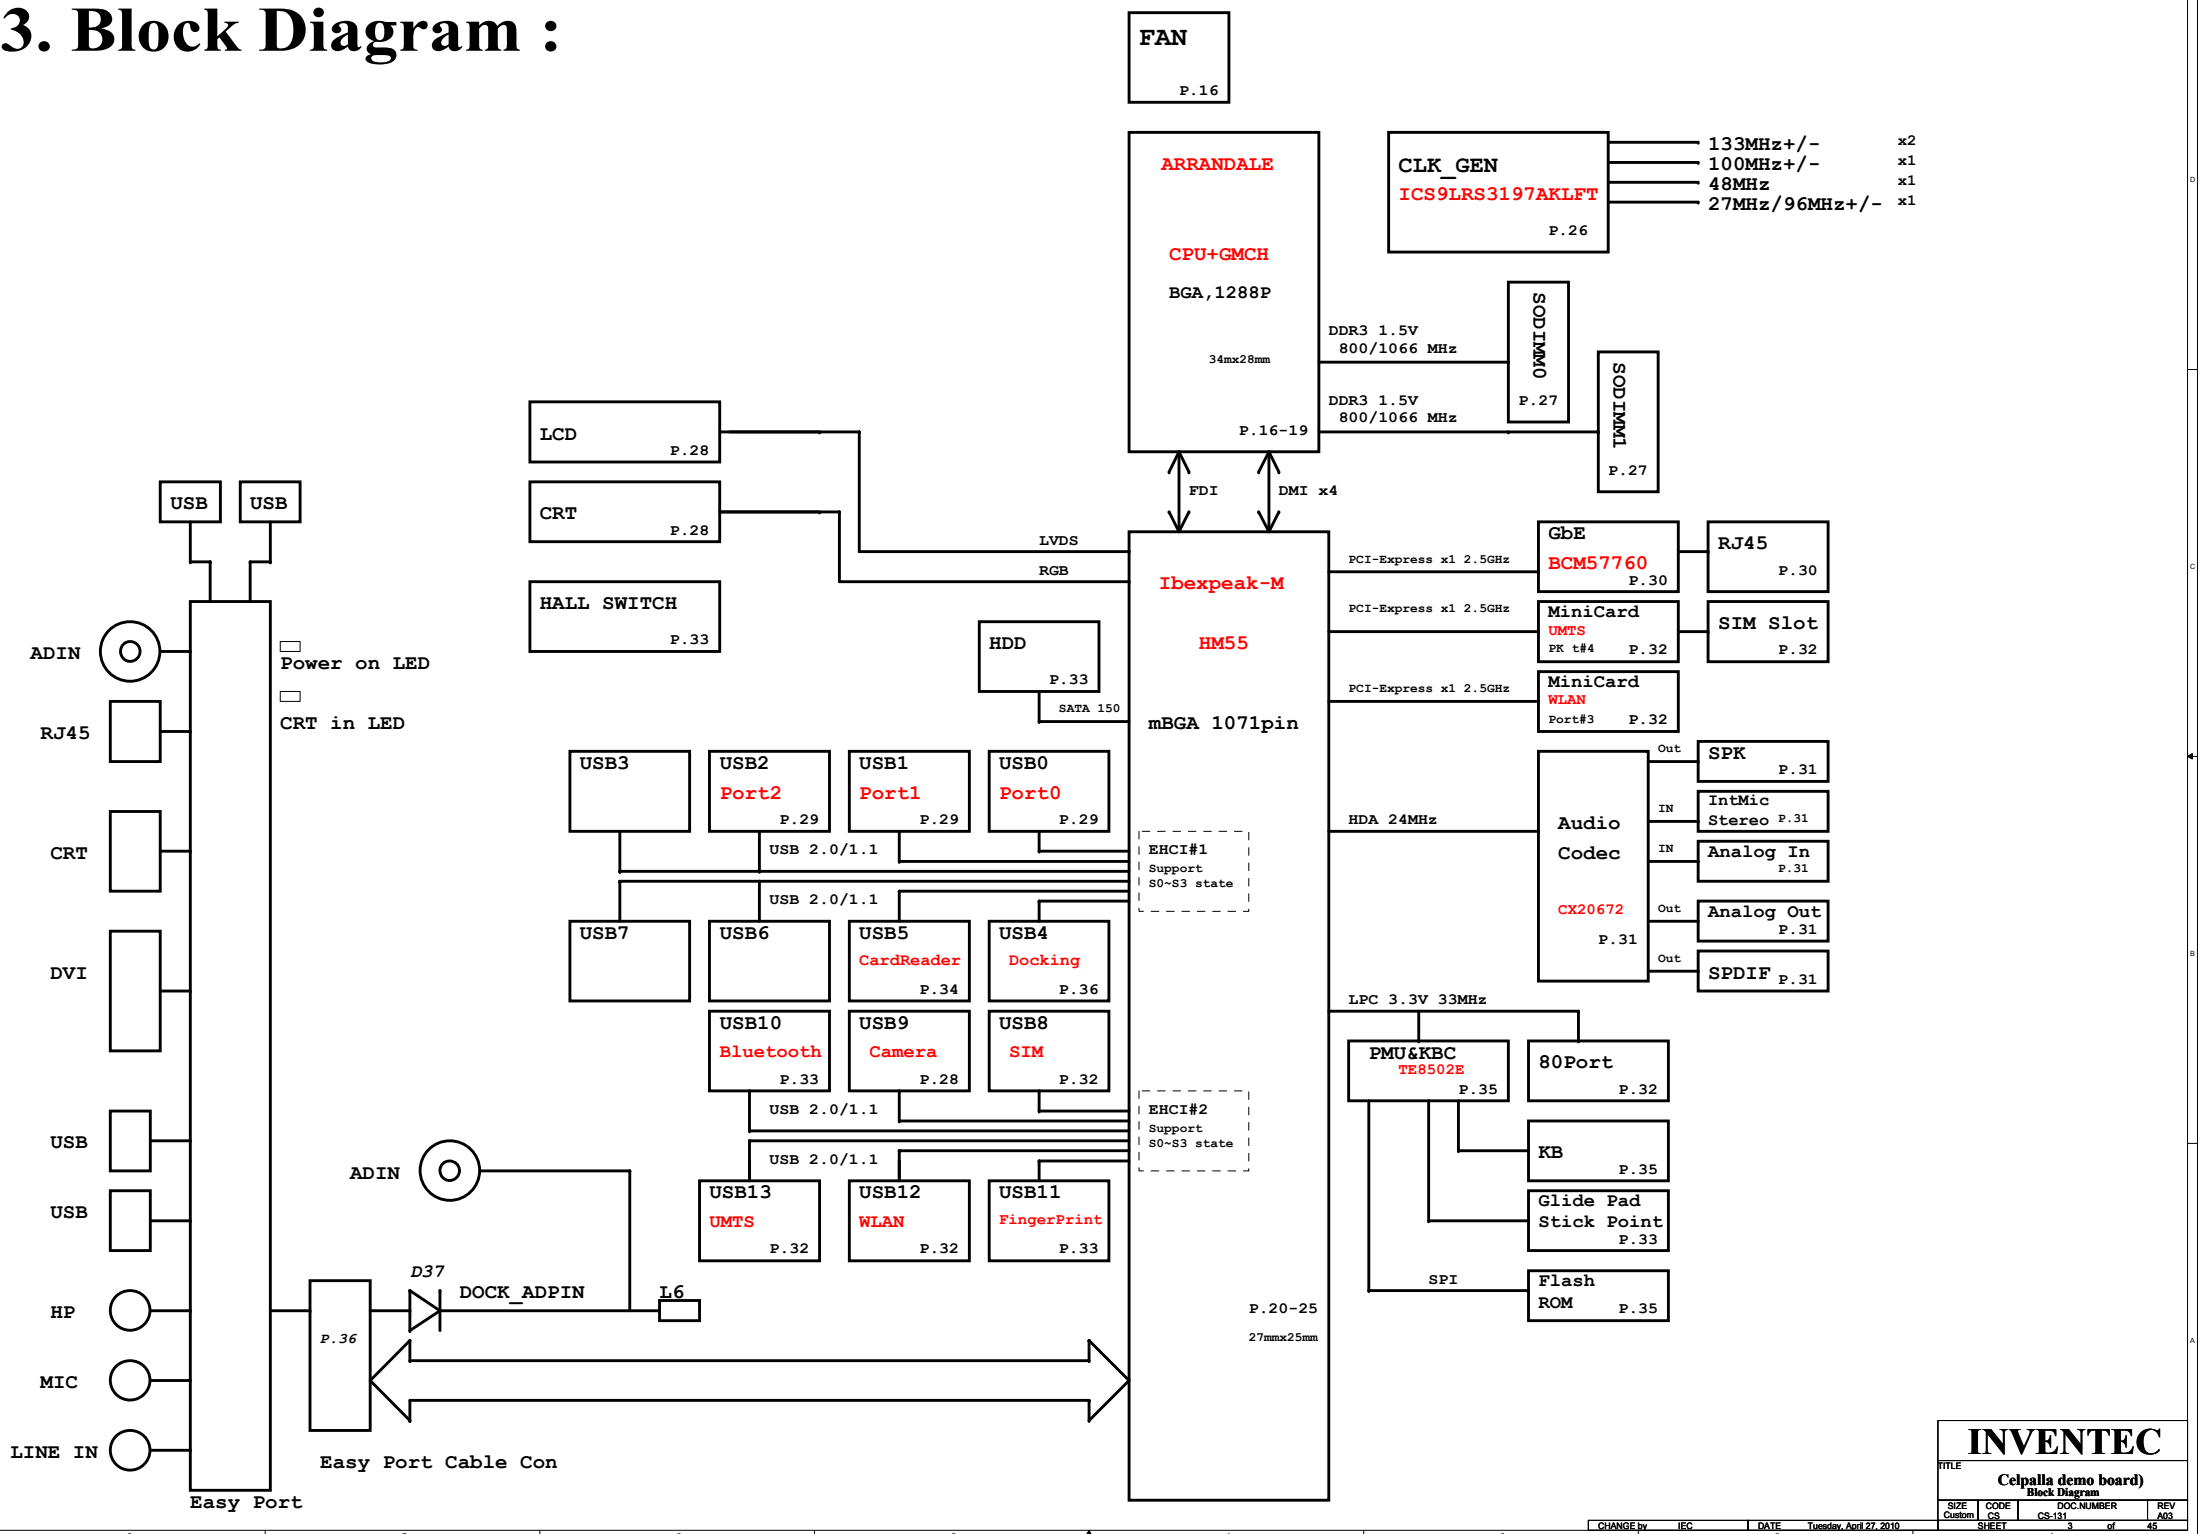 3. Block Diagram :
FAN
P.16
ARRANDALE
CPU+GMCH
BGA,1288P
34mx28mm
P.16-19
CLK_GEN
ICS9LRS3197AKLFT
P.26
133MHz+/- x2
100MHz+/- x1
48MHz x1
27MHz/96MHz+/- x1
DDR3 1.5V
800/1066 MHz
SODIMM0
P.27
DDR3 1.5V
800/1066 MHz
SODIMM1
P.27
FDI
DMI x4
LCD
P.28
CRT
P.28
HALL SWITCH
P.33
LVDS
RGB
HDD
P.33
SATA 150
Ibexpeak-M
HM55
mBGA 1071pin
PCI-Express x1 2.5GHz
GbE
BCM57760
P.30
RJ45
P.30
PCI-Express x1 2.5GHz
MiniCard
UMTS
PK t#4 P.32
SIM Slot
P.32
PCI-Express x1 2.5GHz
MiniCard
WLAN
Port#3 P.32
HDA 24MHz
Audio
Codec
CX20672
P.31
Out
SPK
P.31
IN
IntMic
Stereo P.31
IN
Analog In
P.31
Out
Analog Out
P.31
Out
SPDIF P.31
USB3
USB2
Port2
P.29
USB1
Port1
P.29
USB0
Port0
P.29
USB 2.0/1.1
EHCI#1
Support
S0~S3 state
USB 2.0/1.1
USB7
USB6
USB5
CardReader
P.34
USB4
Docking
P.36
USB10
Bluetooth
P.33
USB9
Camera
P.28
USB8
SIM
P.32
USB 2.0/1.1
EHCI#2
Support
S0~S3 state
USB 2.0/1.1
USB13
UMTS
P.32
USB12
WLAN
P.32
USB11
FingerPrint
P.33
LPC 3.3V 33MHz
PMU&KBC
TE8502E
P.35
80Port
P.32
KB
P.35
Glide Pad
Stick Point
P.33
SPI
Flash
ROM P.35
P.20-25
27mmx25mm
USB
USB
ADIN
Power on LED
CRT in LED
RJ45
CRT
DVI
USB
USB
HP
MIC
LINE IN
Easy Port
ADIN
D37
DOCK_ADPIN
L6
P.36
Easy Port Cable Con
D
C
B
A
INVENTEC
TITLE
Celpalla demo board)
Block Diagram
SIZE CODE DOC.NUMBER REV
Custom CS CS-131 A03
CHANGE by IEC DATE Tuesday, April 27, 2010 SHEET 3 of 45